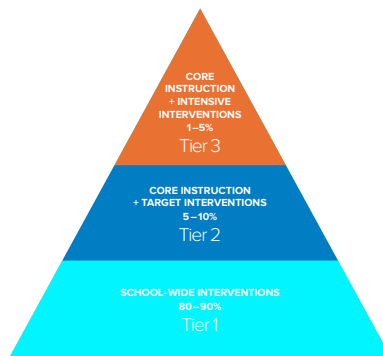 CORE
INSTRUCTION
+ INTENSIVE
INTERVENTIONS
1–5%
Tier 3
CORE INSTRUCTION
+ TARGET INTERVENTIONS
5–10%
Tier 2
SCHOOL-WIDE INTERVENTIONS
80–90%
Tier 1